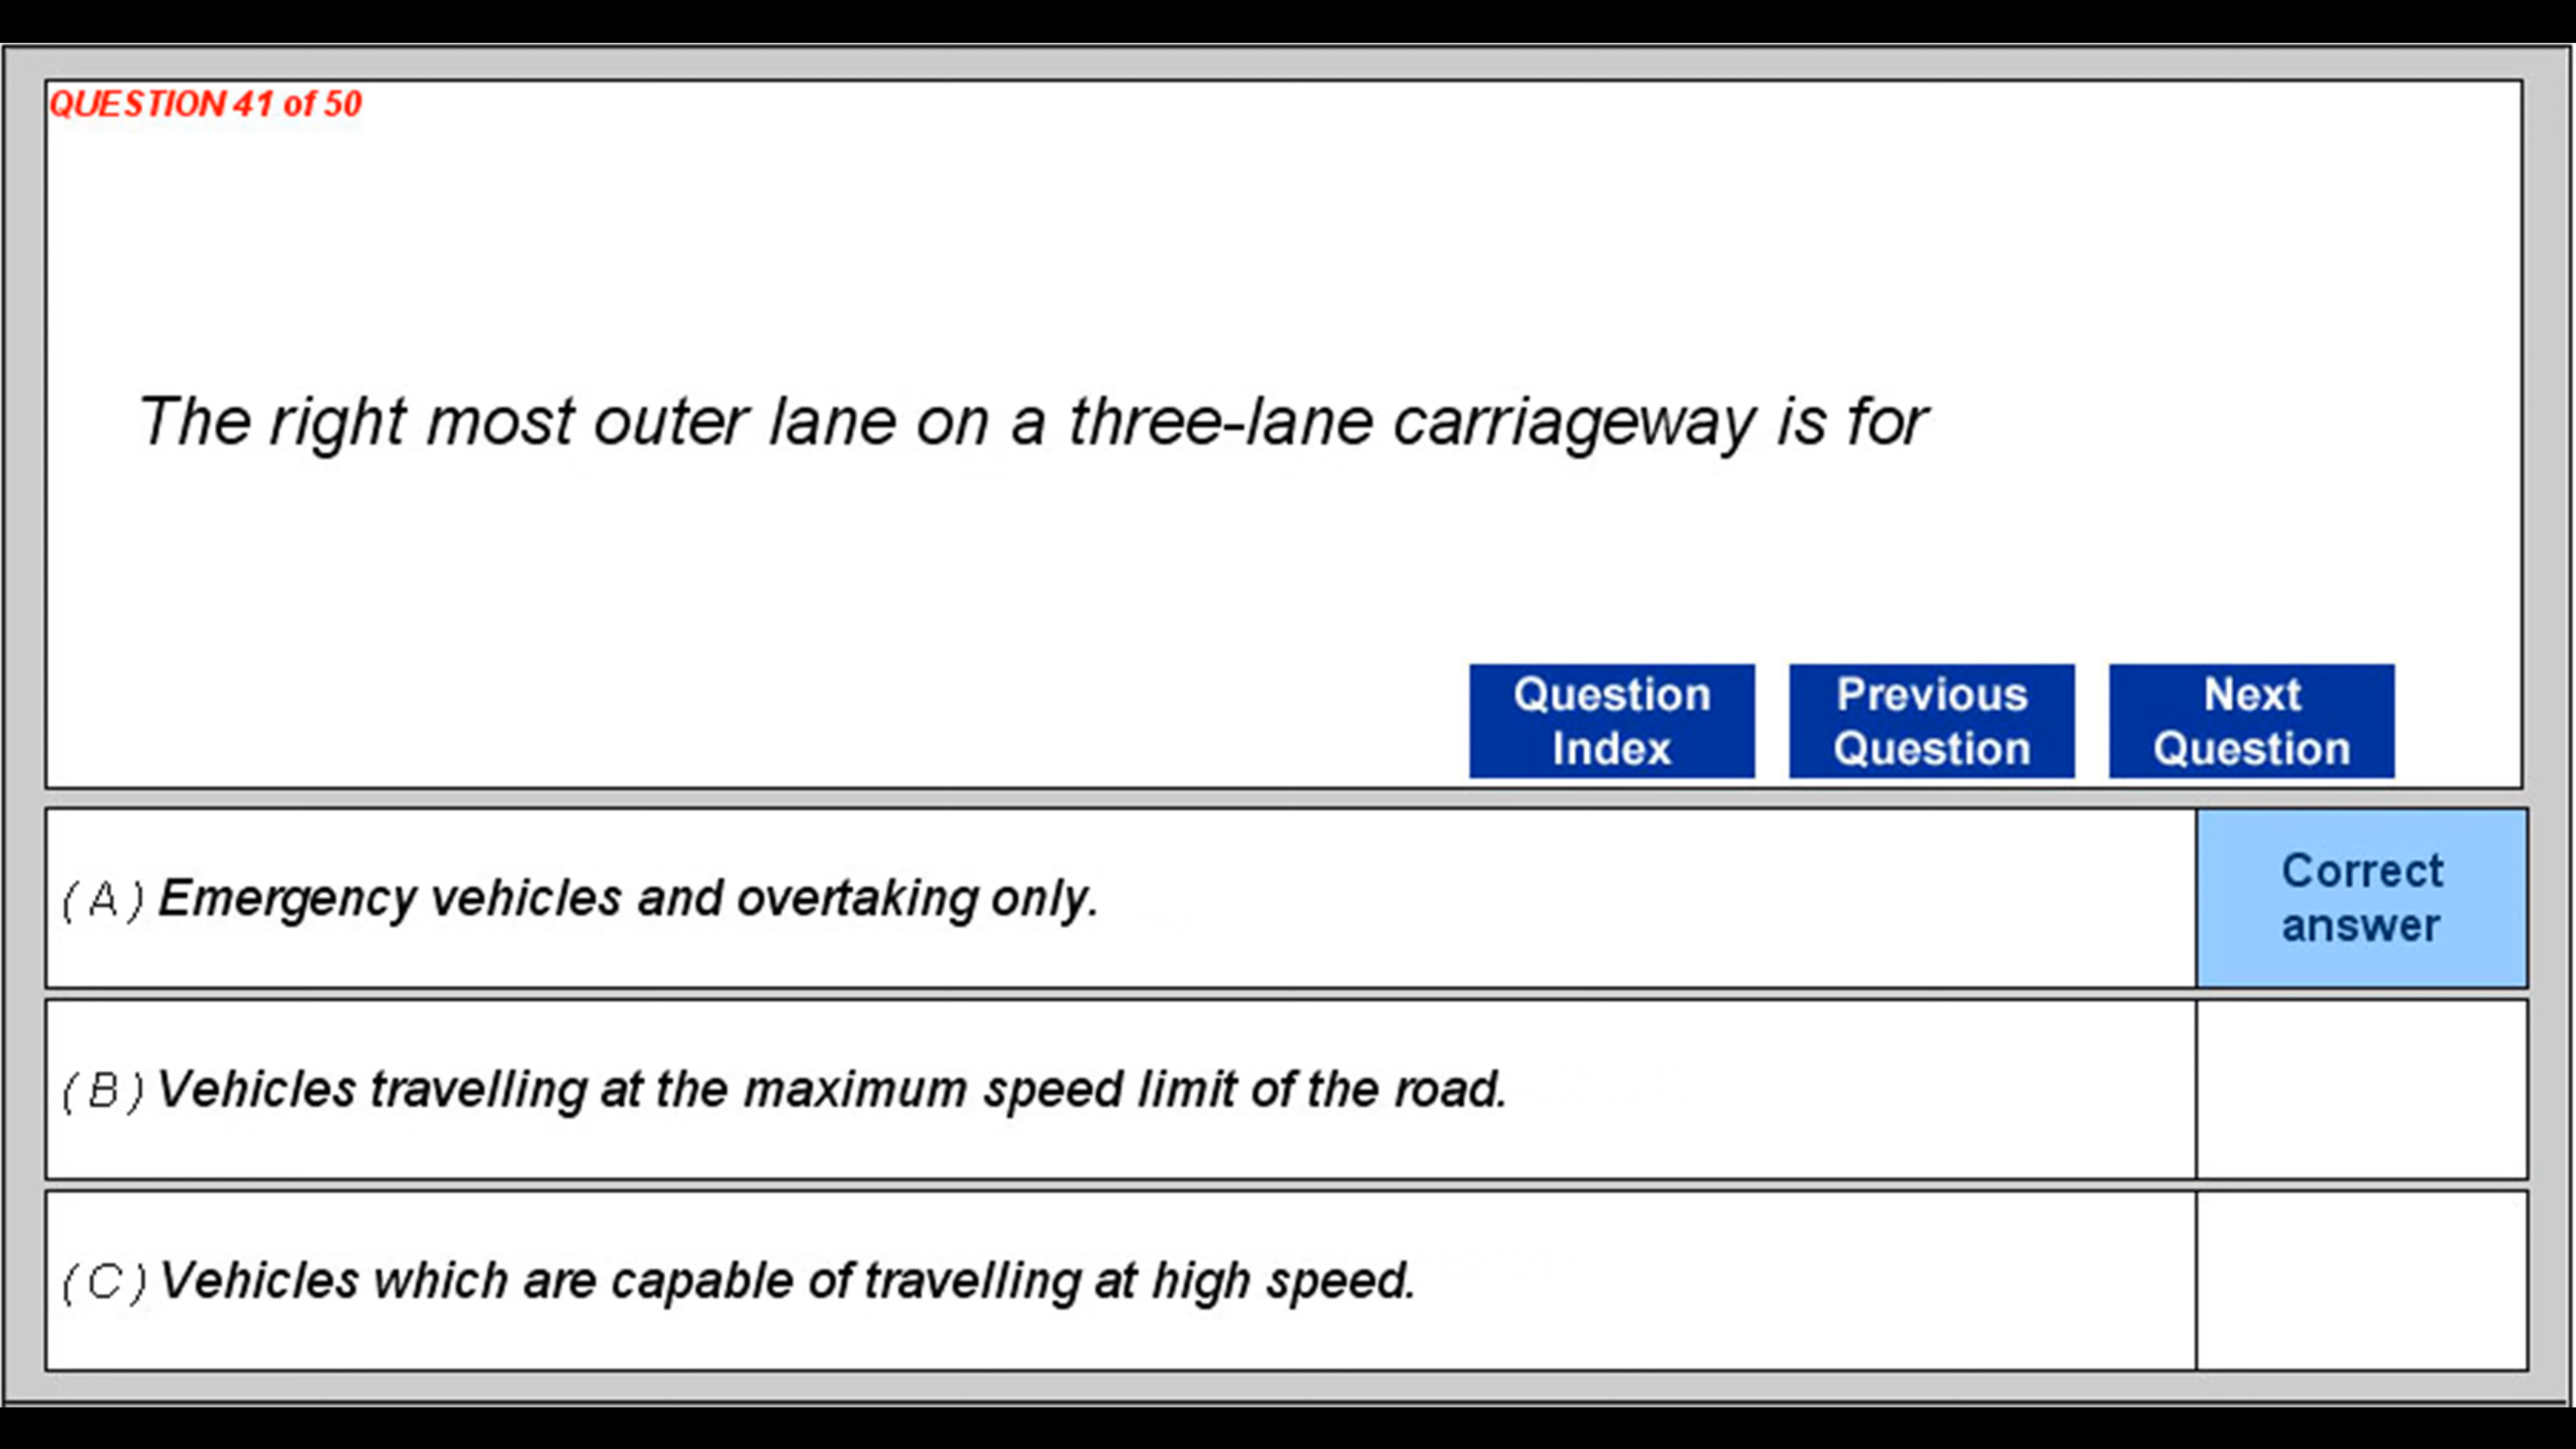 QUESTION 41 of 50
The right most outer lane on a three-lane carriageway is for
Question Index
Previous Question
Next Question
(A) Emergency vehicles and overtaking only.
Correct answer
(B) Vehicles travelling at the maximum speed limit of the road.
(C) Vehicles which are capable of travelling at high speed.